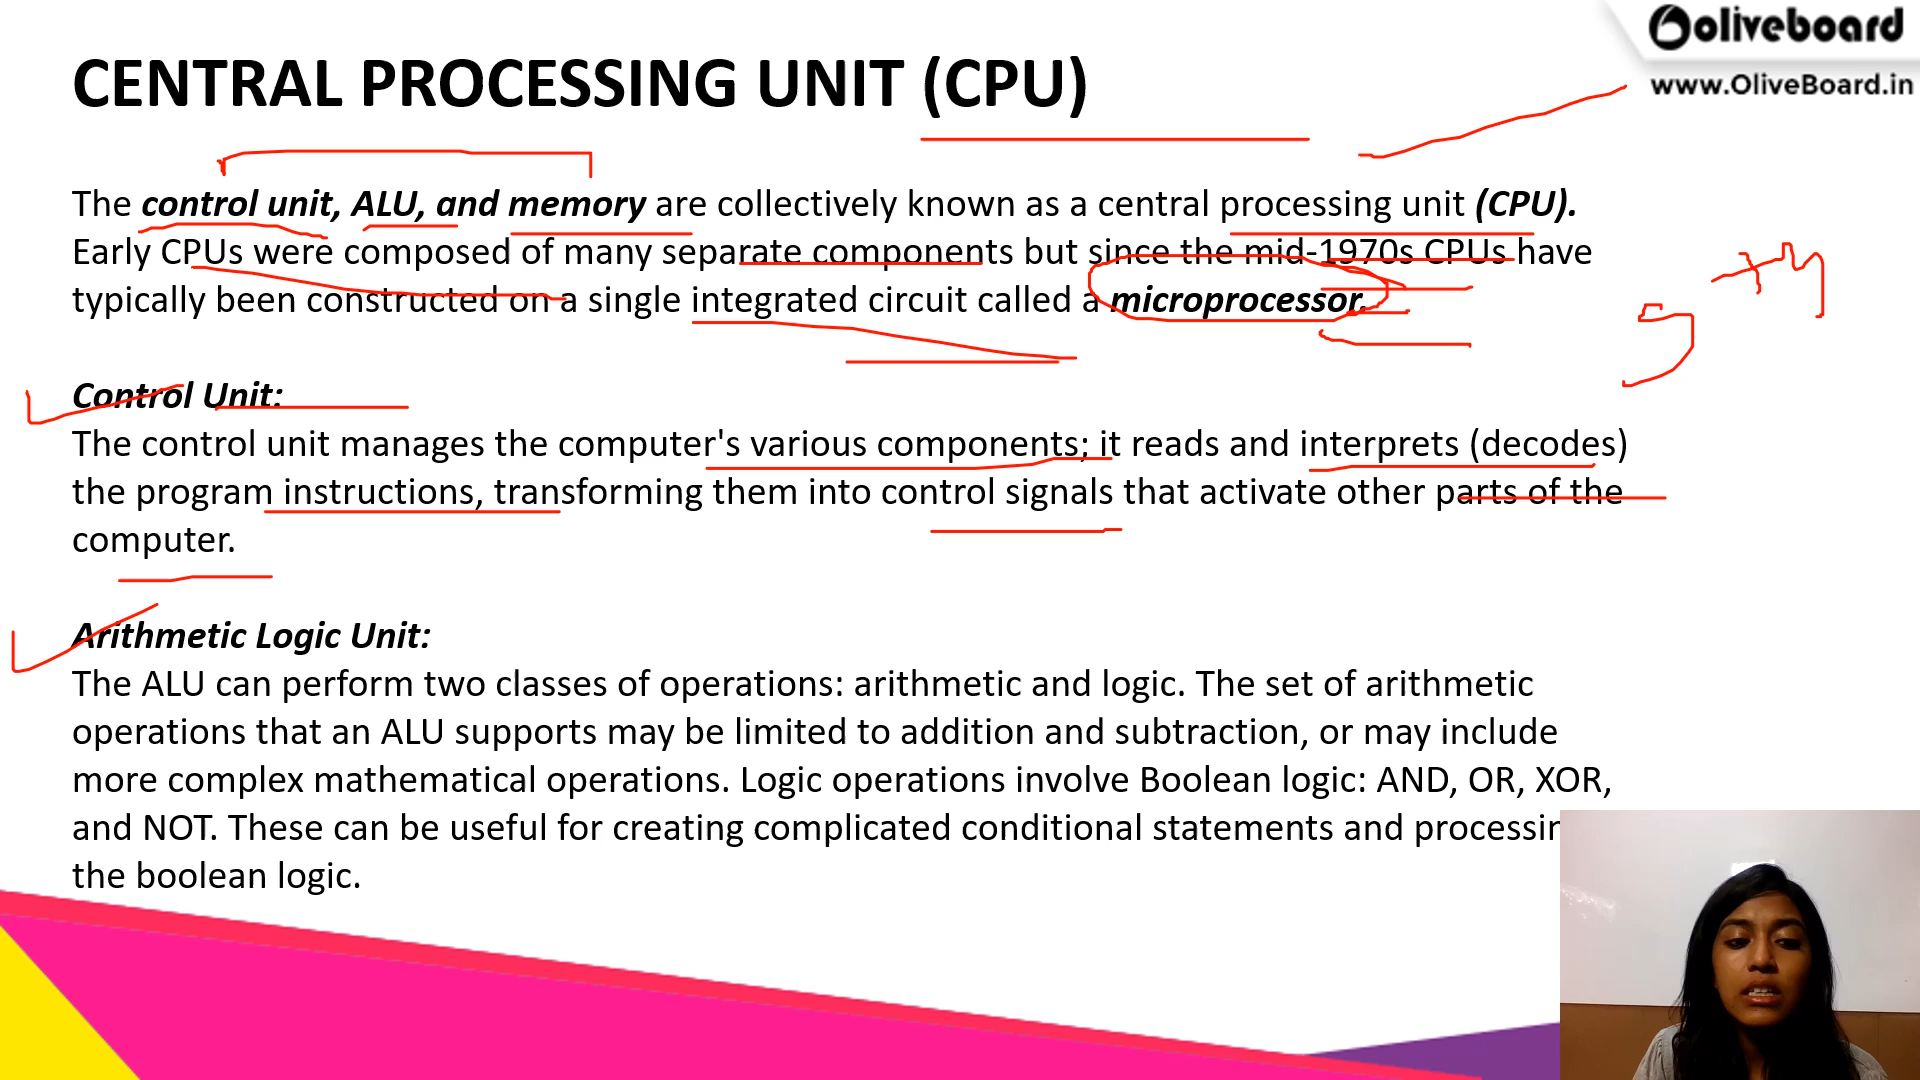 oliveboard
www.OliveBoard.in
CENTRAL PROCESSING UNIT (CPU)
The control unit, ALU, and memory are collectively known as a central processing unit (CPU).
Early CPUs were composed of many separate components but since the mid-1970s CPUs have
typically been constructed on a single integrated circuit called a microprocessor.
Control Unit:
The control unit manages the computer's various components; it reads and interprets (decodes)
the program instructions, transforming them into control signals that activate other parts of the
computer.
Arithmetic Logic Unit:
The ALU can perform two classes of operations: arithmetic and logic. The set of arithmetic
operations that an ALU supports may be limited to addition and subtraction, or may include
more complex mathematical operations. Logic operations involve Boolean logic: AND, OR, XOR,
and NOT. These can be useful for creating complicated conditional statements and processin
the boolean logic.